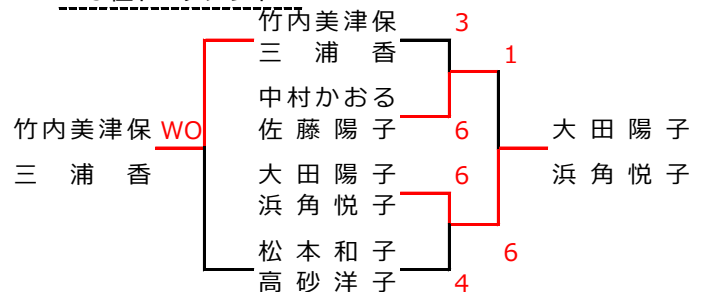 竹内美津保 3
三浦香
1
中村かおる
竹内美津保 WO 佐藤陽子 6 大田陽子
三浦香 大田陽子 6 浜角悦子
浜角悦子
松本和子
6
高砂洋子 4